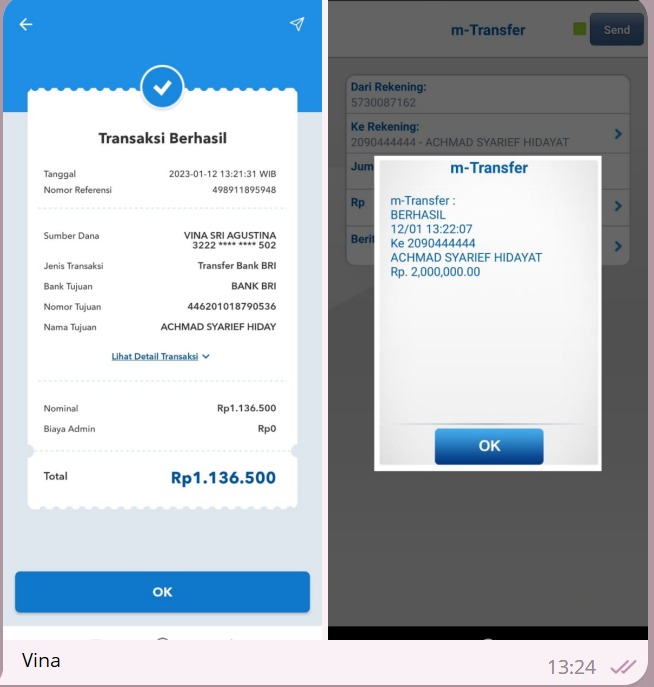 Transaksi Berhasil
Tanggal 2023-01-12 13:21:31 WIB
Nomor Referensi 498911895948
Sumber Dana VINA SRI AGUSTINA
3222 **** **** 502
Jenis Transaksi Transfer Bank BRI
Bank Tujuan BANK BRI
Nomor Tujuan 446201018790536
Nama Tujuan ACHMAD SYARIEF HIDAY
Lihat Detail Transaksi
Nominal Rp1.136.500
Biaya Admin Rp0
Total Rp1.136.500
OK
m-Transfer Send
Dari Rekening:
5730087162
Ke Rekening:
2090444444 - ACHMAD SYARIEF HIDAYAT
Jum
Rp
Berit
m-Transfer
m-Transfer :
BERHASIL
12/01 13:22:07
Ke 2090444444
ACHMAD SYARIEF HIDAYAT
Rp. 2,000,000.00
OK
Vina
13:24